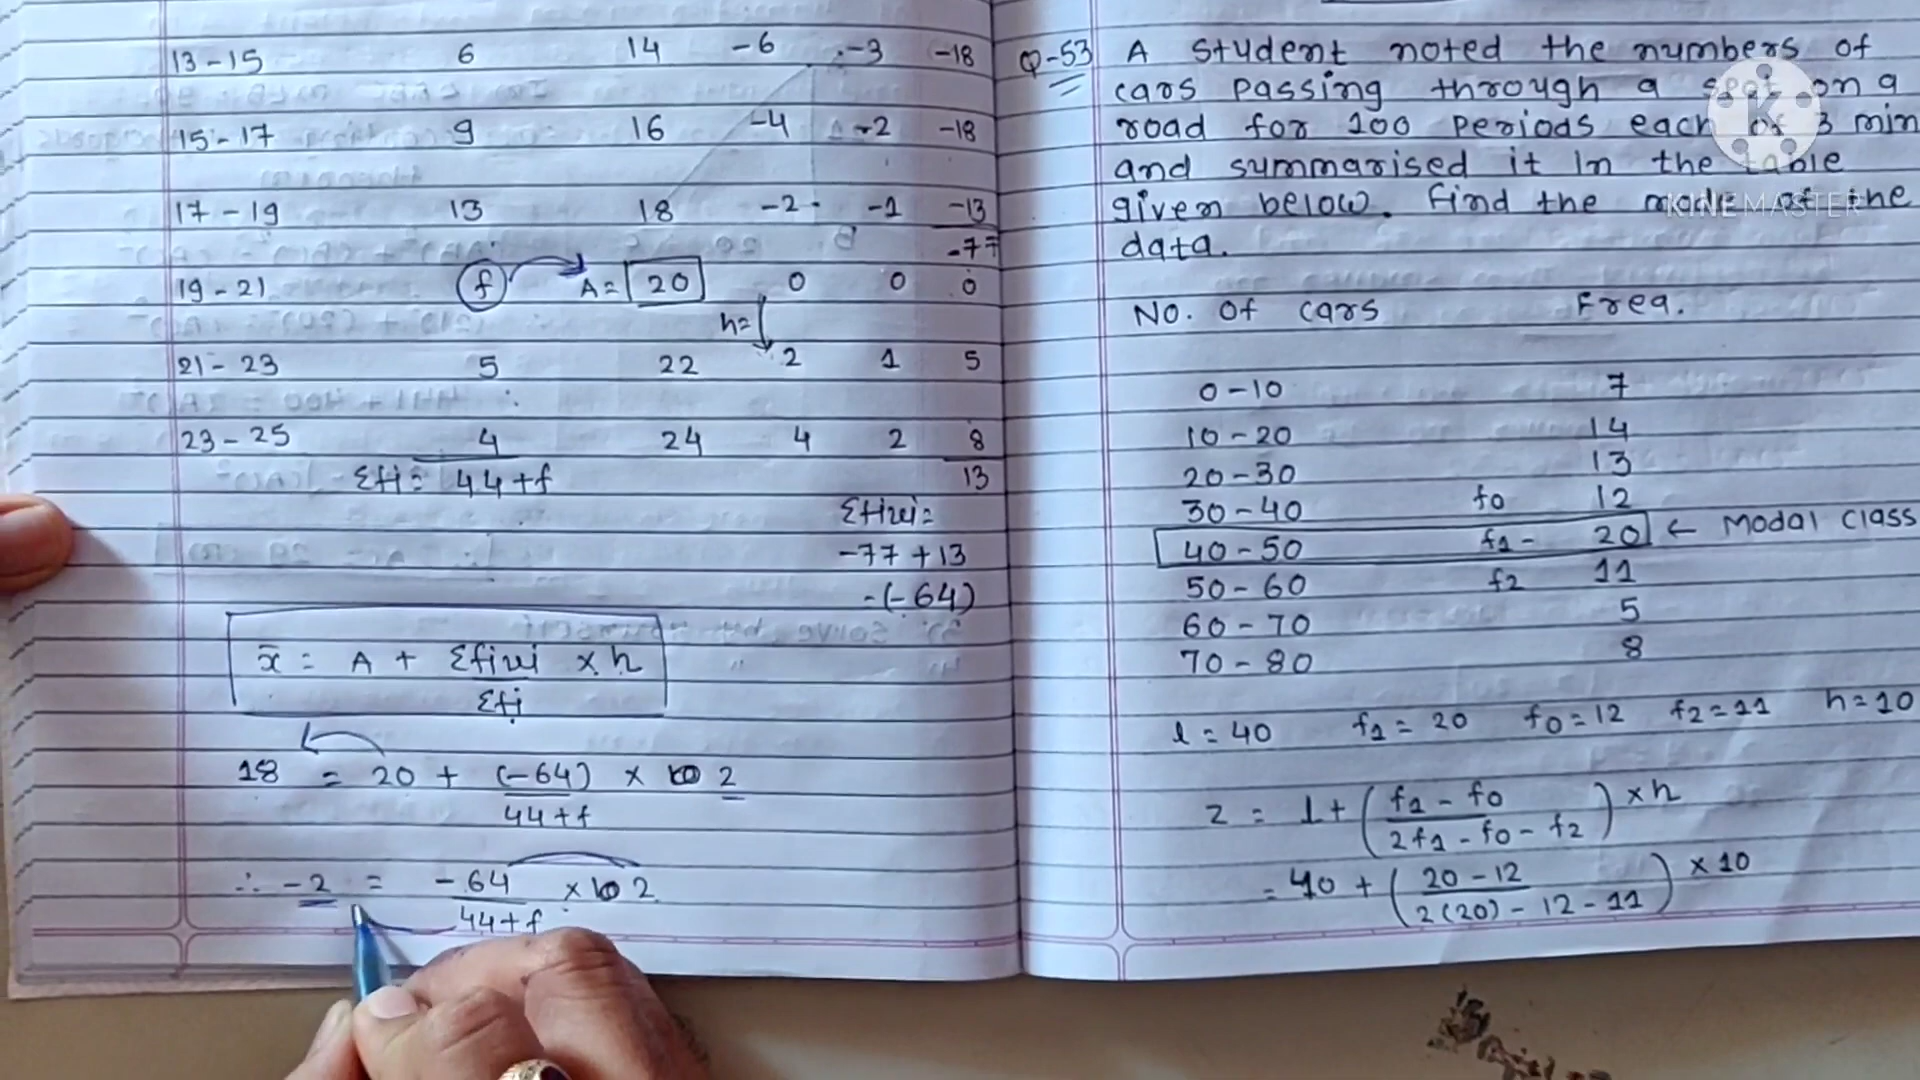 13-15 6 14 -6 -3 -18
15-17 9 16 -4 -2 -18
17-19 13 18 -2 -1 -13
-77
19-21 f A= 20 0 0 0
h=
21-23 5 22 2 1 5
23-25 4 24 4 2 8
Σfi = 44+f 13
Σfiui=
-77+13
-(-64)
x̄ = A + Σfiui × h
Σfi
18 = 20 + (-64) × 2
44+f
∴ -2 = -64 × 2
44+f
Q-53 A student noted the numbers of
cars passing through a spot on a
road for 100 periods each of 3 min
and summarised it in the table
given below. Find the mode of the
data.
KINEMASTER
No. of cars Freq.
0-10 7
10-20 14
20-30 13
30-40 f0 12
40-50 f1- 20 ← Modal class
50-60 f2 11
60-70 5
70-80 8
l=40 f1=20 f0=12 f2=11 h=10
z = l+(f1-f0 / 2f1-f0-f2)×h
=40+(20-12 / 2(20)-12-11)×10